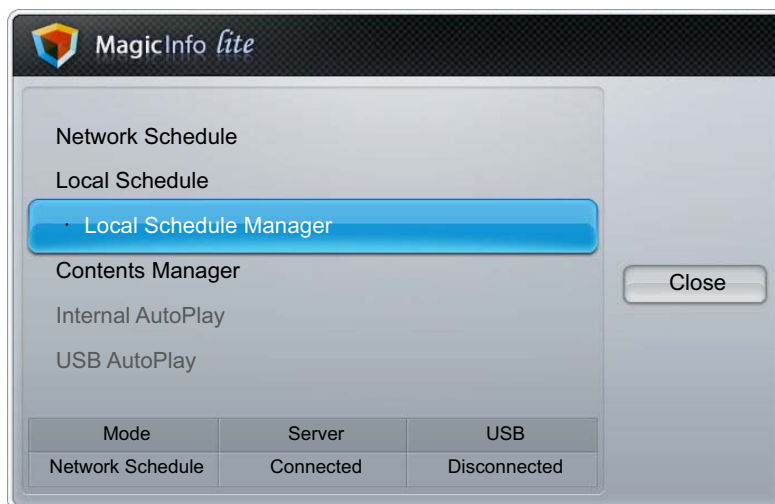 MagicInfo lite
Network Schedule
Local Schedule
· Local Schedule Manager
Contents Manager
Close
Internal AutoPlay
USB AutoPlay
Mode Server USB
Network Schedule Connected Disconnected